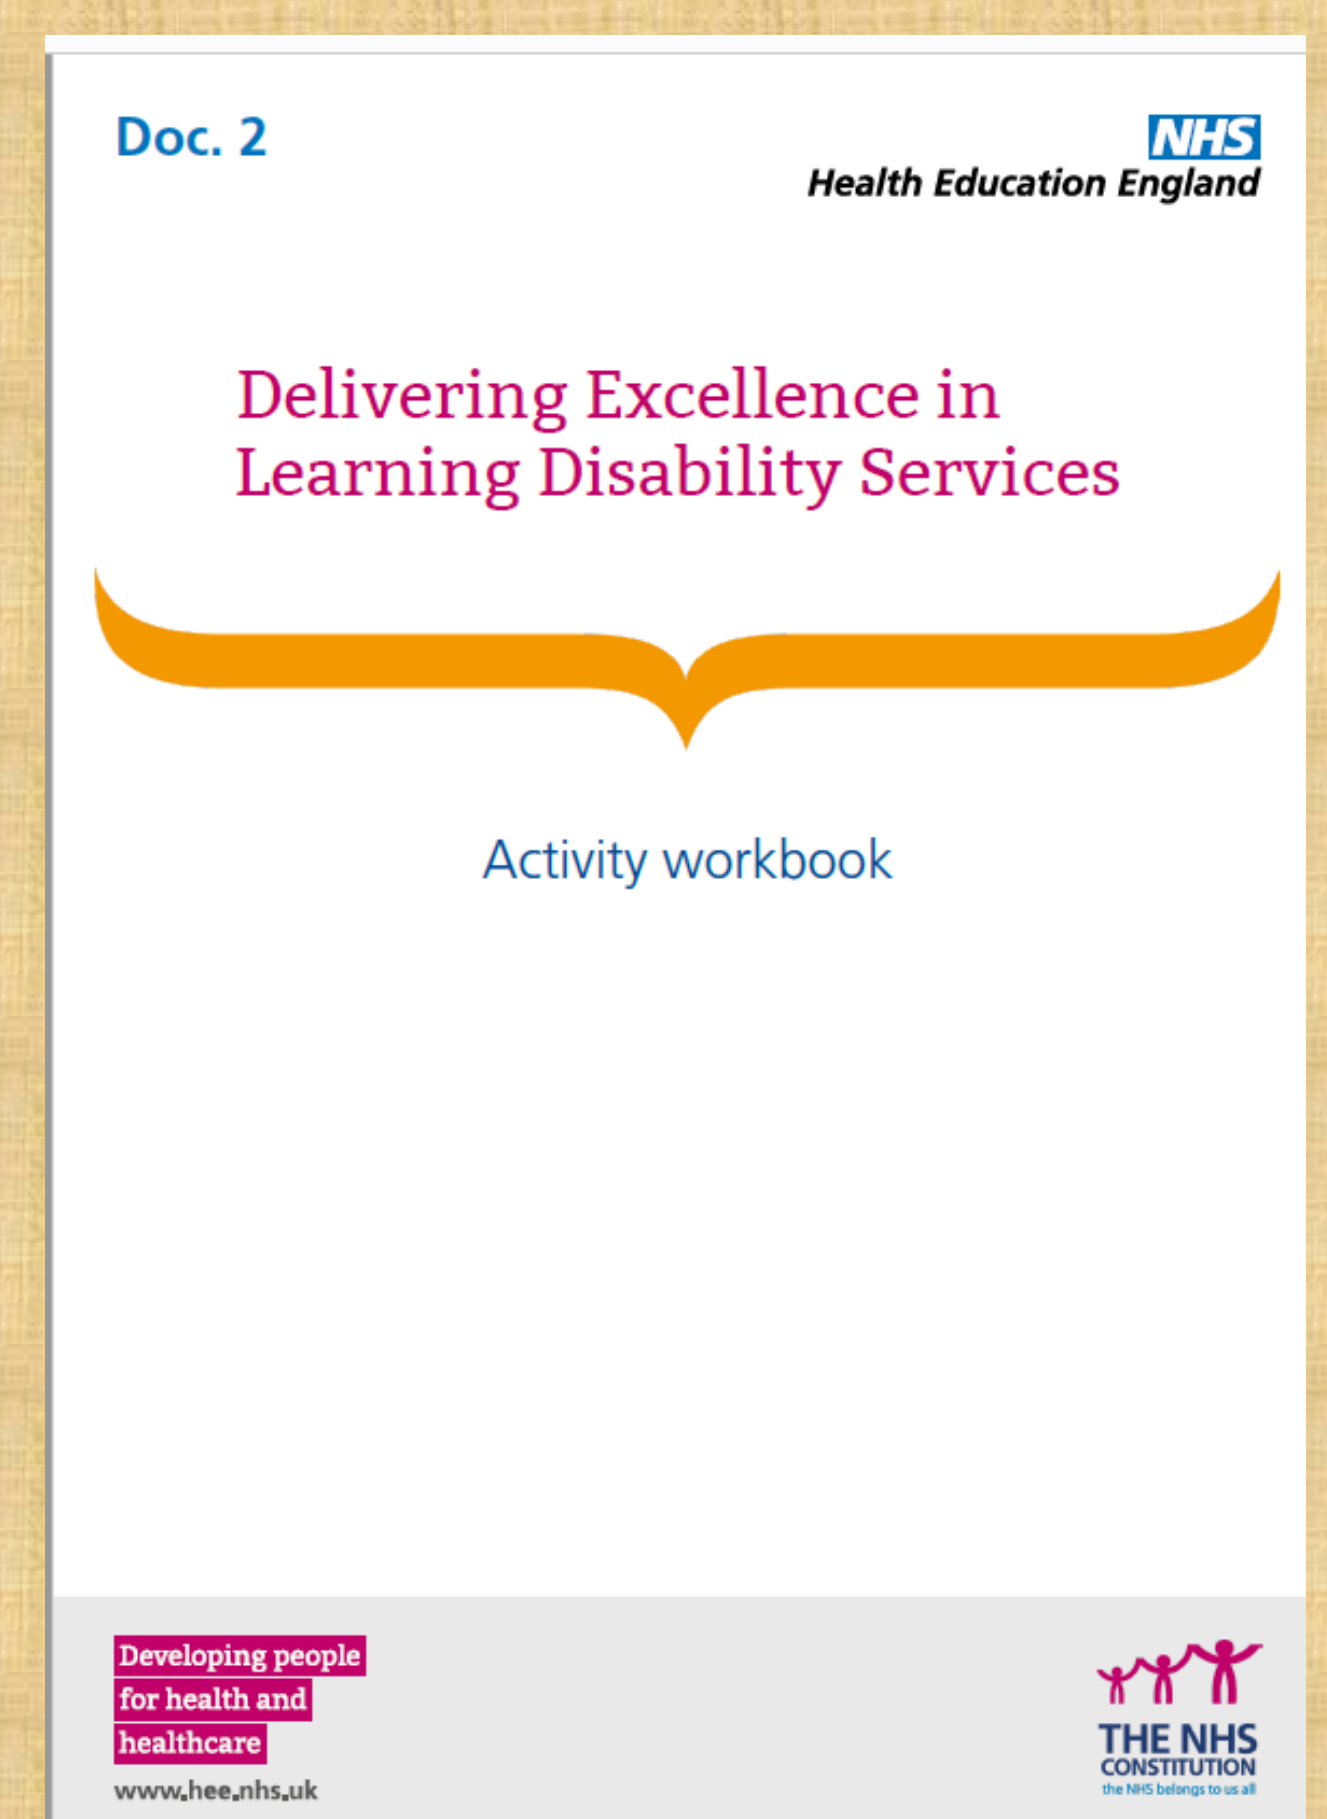 Doc. 2
NHS
Health Education England
Delivering Excellence in
Learning Disability Services
Activity workbook
Developing people
for health and
healthcare
www.hee.nhs.uk
THE NHS
CONSTITUTION
the NHS belongs to us all